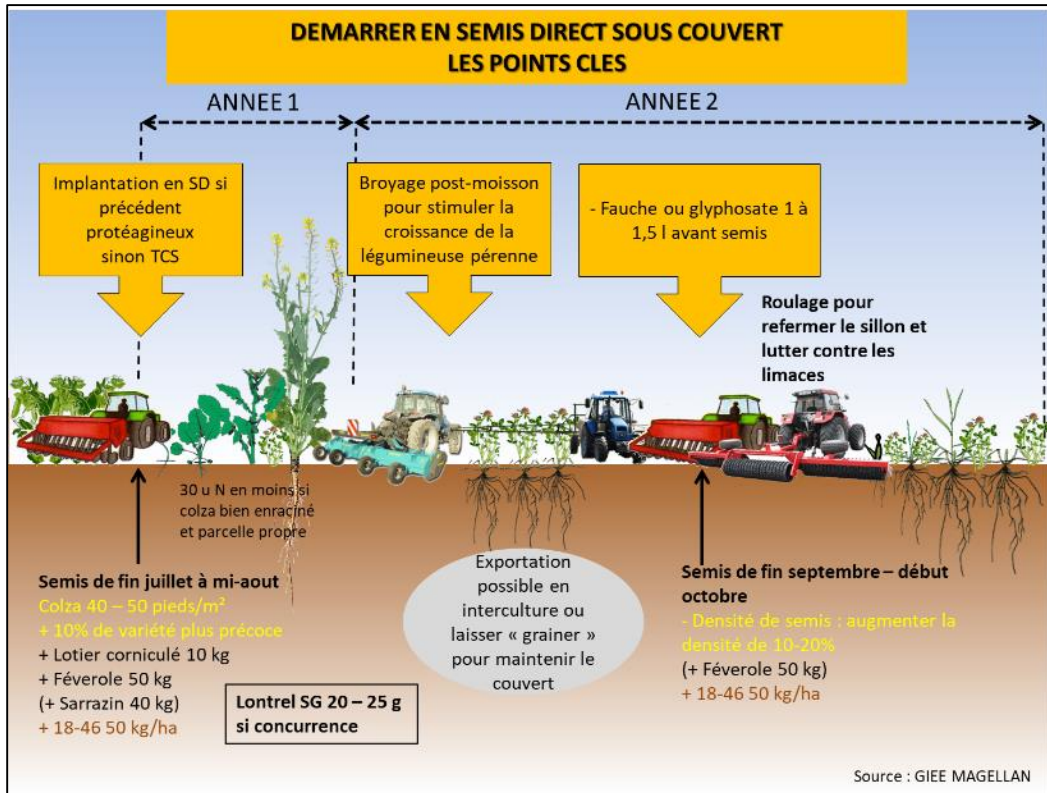 DEMARRER EN SEMIS DIRECT SOUS COUVERT
LES POINTS CLES
ANNEE 1
ANNEE 2
Implantation en SD si
précédent
protéagineux
sinon TCS
Broyage post-moisson
pour stimuler la
croissance de la
légumineuse pérenne
- Fauche ou glyphosate 1 à
1,5 l avant semis
Roulage pour
refermer le sillon et
lutter contre les
limaces
30 u N en moins si
colza bien enraciné
et parcelle propre
Semis de fin juillet à mi-aout
Colza 40 – 50 pieds/m²
+ 10% de variété plus précoce
+ Lotier corniculé 10 kg
+ Féverole 50 kg
(+ Sarrazin 40 kg)
+ 18-46 50 kg/ha
Lontrel SG 20 – 25 g
si concurrence
Exportation
possible en
interculture ou
laisser « grainer »
pour maintenir le
couvert
Semis de fin septembre – début
octobre
- Densité de semis : augmenter la
densité de 10-20%
(+ Féverole 50 kg)
+ 18-46 50 kg/ha
Source : GIEE MAGELLAN